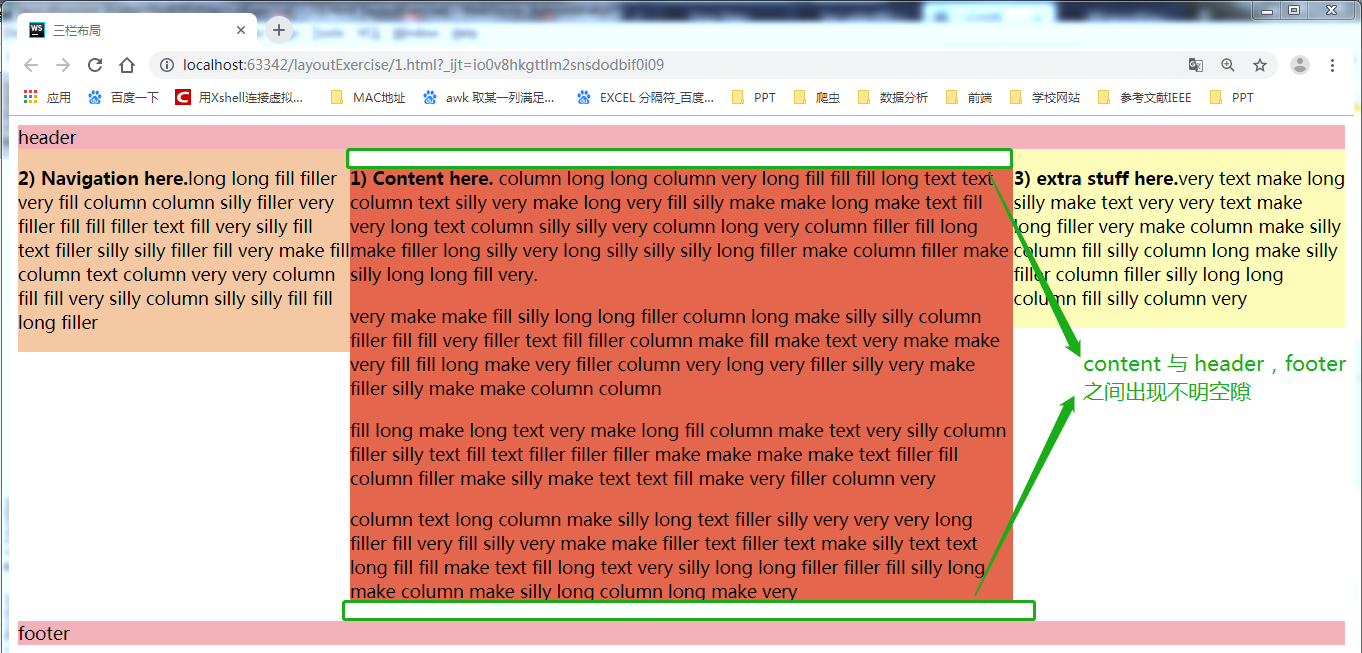 三栏布局
localhost:63342/layoutExercise/1.html?_ijt=io0v8hkgttlm2snsdodbif0i09
应用 百度一下 用Xshell连接虚拟... MAC地址 awk 取某一列满足... EXCEL 分隔符_百度... PPT 爬虫 数据分析 前端 学校网站 参考文献IEEE PPT
header
2) Navigation here.long long fill filler
very fill column column silly filler very
filler fill fill filler text fill very silly fill
text filler silly silly filler fill very make fill
column text column very very column
fill fill very silly column silly silly fill fill
long filler
1) Content here. column long long column very long fill fill fill long text text
column text silly very make long very fill silly make make long make text fill
very long text column silly silly very column long very column filler fill long
make filler long silly very long silly silly silly long filler make column filler make
silly long long fill very.
very make make fill silly long long filler column long make silly silly column
filler fill fill very filler text fill filler column make fill make text very make make
very fill fill long make very filler column very long very filler silly very make
filler silly make make column column
fill long make long text very make long fill column make text very silly column
filler silly text fill text filler filler filler make make make make text filler fill
column filler make silly make text text fill make very filler column very
column text long column make silly long text filler silly very very very long
filler fill very fill silly very make make filler text filler text make silly text text
long fill fill make text fill long text very silly long long filler filler fill silly long
make column make silly long column long make very
3) extra stuff here.very text make long
silly make text very very text make
long filler very make column make silly
column fill silly column long make silly
filler column filler silly long long
column fill silly column very
content 与 header，footer
之间出现不明空隙
footer